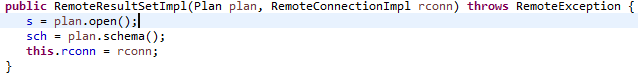 public RemoteResultSetImpl(Plan plan, RemoteConnectionImpl rconn) throws RemoteException {
s = plan.open();
sch = plan.schema();
this.rconn = rconn;
}